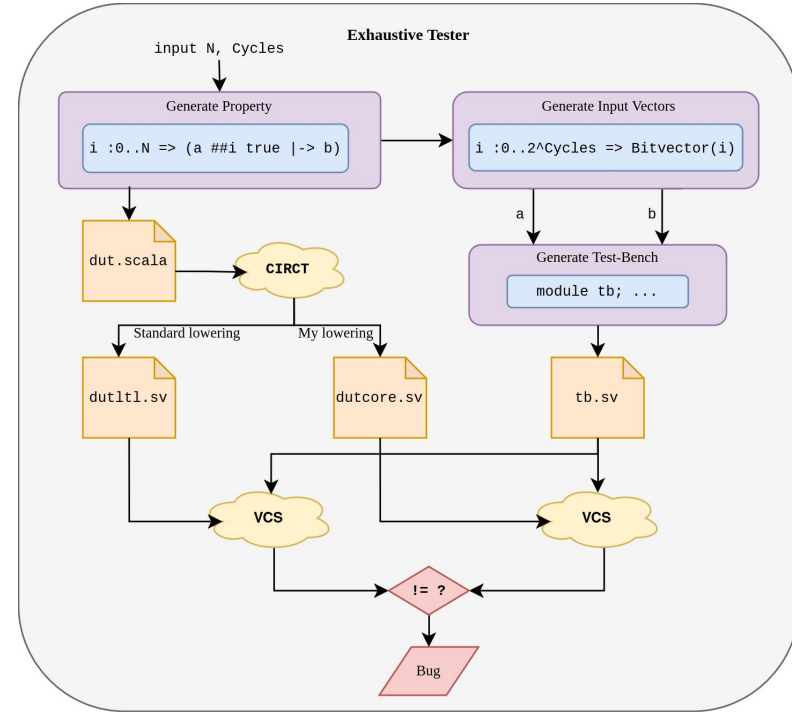 Exhaustive Tester
input N, Cycles
Generate Property
i :0..N => (a ##i true |-> b)
Generate Input Vectors
i :0..2^Cycles => Bitvector(i)
a
b
dut.scala
CIRCT
Generate Test-Bench
module tb; ...
Standard lowering
My lowering
dutltl.sv
dutcore.sv
tb.sv
VCS
VCS
!= ?
Bug